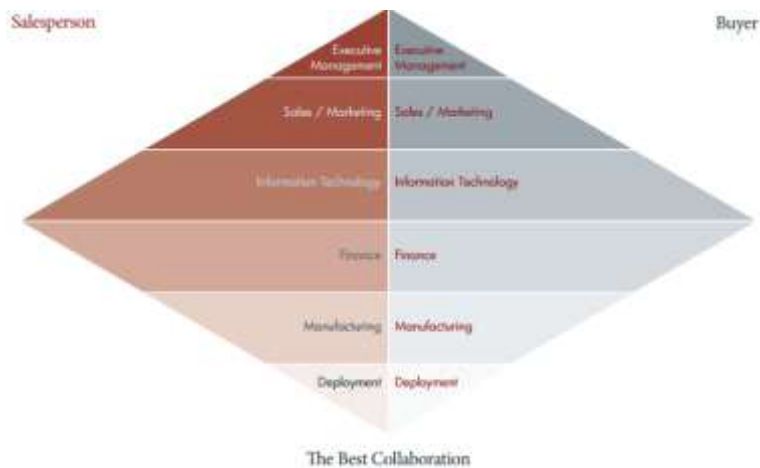 Salesperson
Buyer
Executive
Management
Executive
Management
Sales / Marketing
Sales / Marketing
Information Technology
Information Technology
Finance
Finance
Manufacturing
Manufacturing
Deployment
Deployment
The Best Collaboration